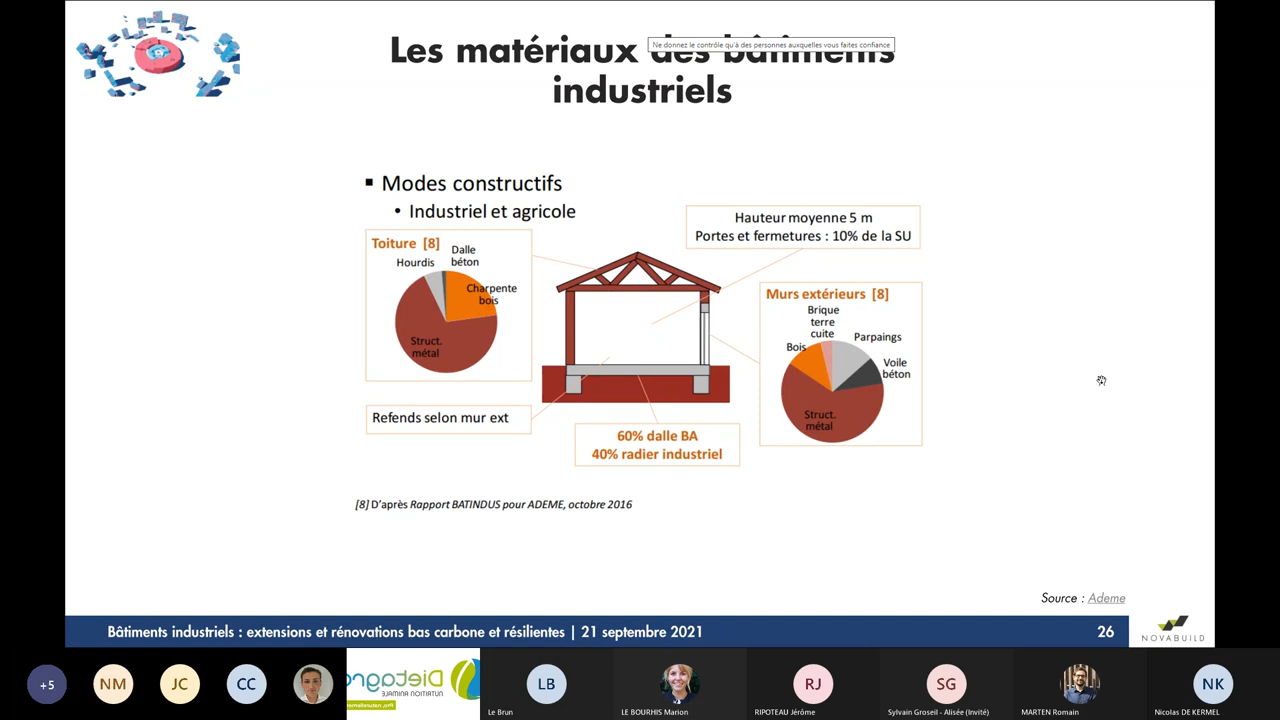 Les matériaux des bâtiments
industriels
Ne donnez le contrôle qu'à des personnes auxquelles vous faites confiance
▪ Modes constructifs
• Industriel et agricole
Hauteur moyenne 5 m
Portes et fermetures : 10% de la SU
Toiture [8]
Dalle
béton
Hourdis
Charpente
bois
Struct.
métal
Murs extérieurs [8]
Brique
terre
cuite
Parpaings
Bois
Voile
béton
Struct.
métal
Refends selon mur ext
60% dalle BA
40% radier industriel
[8] D'après Rapport BATINDUS pour ADEME, octobre 2016
Source : Ademe
Bâtiments industriels : extensions et rénovations bas carbone et résilientes | 21 septembre 2021
26
NOVABUILD
+5
NM
JC
CC
Dietagro
NUTRITION ANIMALE
LB
Le Brun
LE BOURHIS Marion
RJ
RIPOTEAU Jérôme
SG
Sylvain Groseil - Alisée (Invité)
MARTEN Romain
NK
Nicolas DE KERMEL